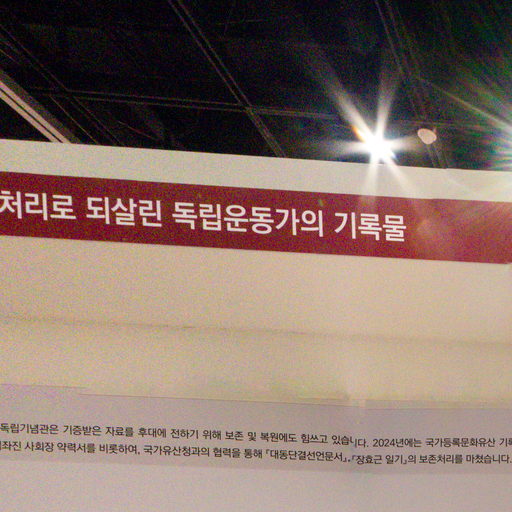 처리로 되살린 독립운동가의 기록물
독립기념관은 기증받은 자료를 후대에 전하기 위해 보존 및 복원에도 힘쓰고 있습니다. 2024년에는 국가등록문화유산
사회장 약력서를 비롯하여, 국가유산청과의 협력을 통해 「대동단결선언문서」, 「장효근 일기」의 보존처리를 마쳤습니다.